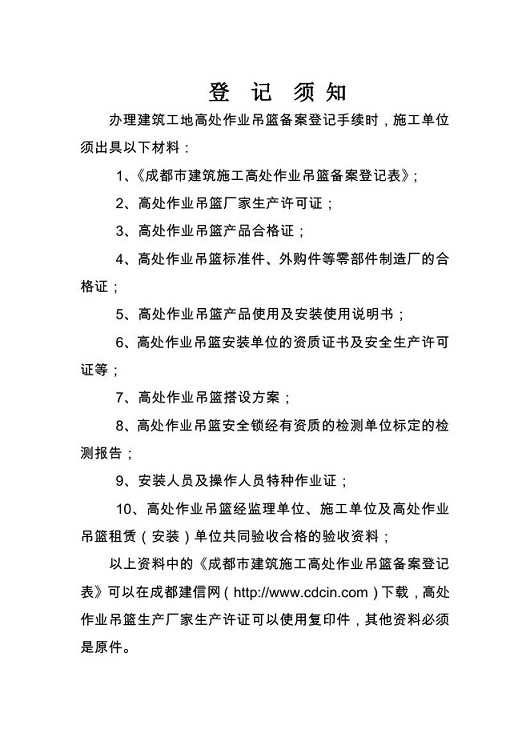 登 记 须 知
办理建筑工地高处作业吊篮备案登记手续时，施工单位
须出具以下材料：
1、《成都市建筑施工高处作业吊篮备案登记表》；
2、高处作业吊篮厂家生产许可证；
3、高处作业吊篮产品合格证；
4、高处作业吊篮标准件、外购件等零部件制造厂的合
格证；
5、高处作业吊篮产品使用及安装使用说明书；
6、高处作业吊篮安装单位的资质证书及安全生产许可
证等；
7、高处作业吊篮搭设方案；
8、高处作业吊篮安全锁经有资质的检测单位标定的检
测报告；
9、安装人员及操作人员特种作业证；
10、高处作业吊篮经监理单位、施工单位及高处作业
吊篮租赁（安装）单位共同验收合格的验收资料；
以上资料中的《成都市建筑施工高处作业吊篮备案登记
表》可以在成都建信网（http://www.cdcin.com）下载，高处
作业吊篮生产厂家生产许证可以使用复印件，其他资料必须
是原件。